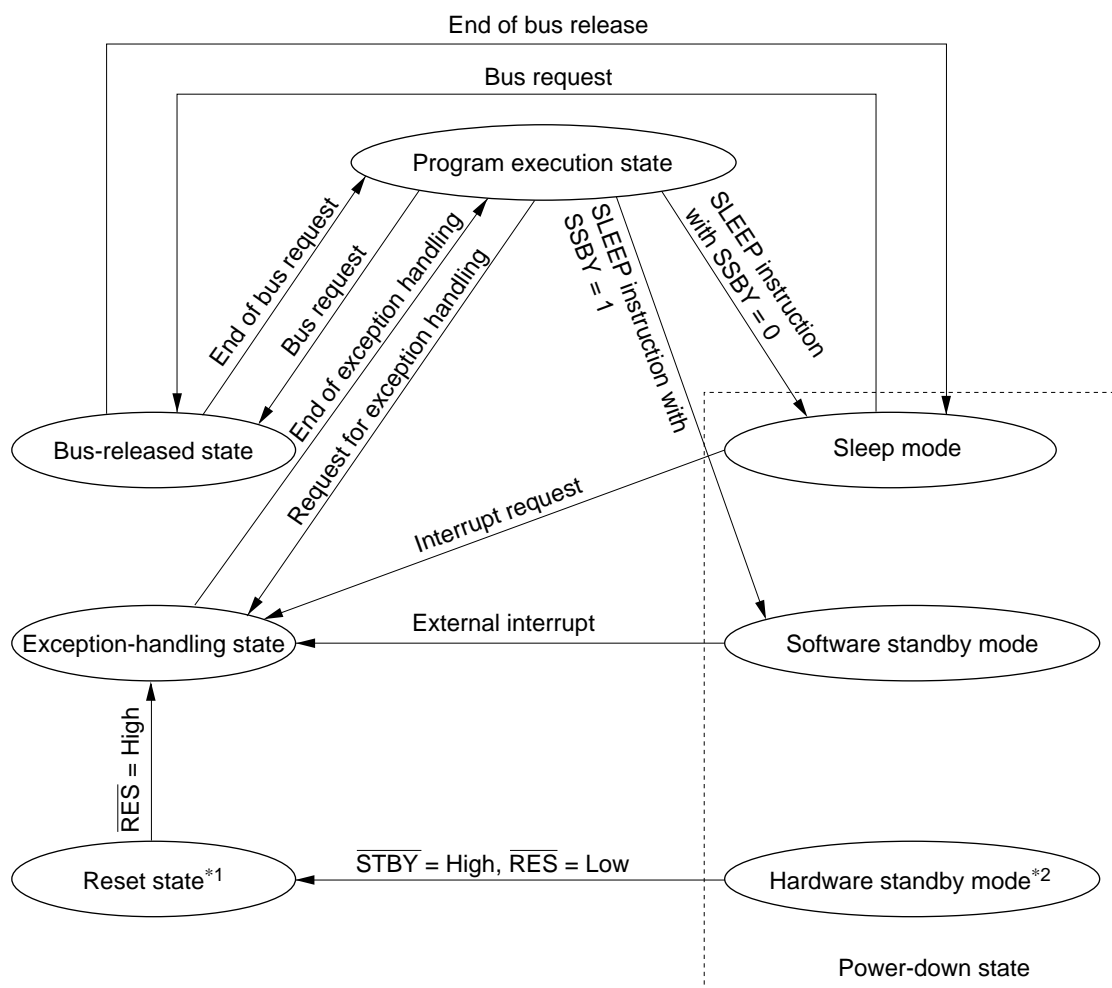 End of bus release
Bus request
Program execution state
End of bus request
Bus request
End of exception handling
Request for exception handling
SLEEP instruction with
SSBY = 1
SLEEP instruction
with SSBY = 0
Bus-released state
Sleep mode
Interrupt request
External interrupt
Exception-handling state
Software standby mode
R̅E̅S̅ = High
S̅T̅B̅Y̅ = High, R̅E̅S̅ = Low
Reset state*1
Hardware standby mode*2
Power-down state